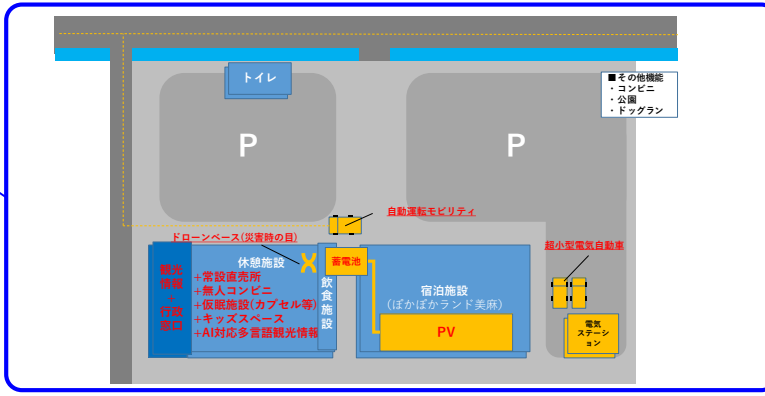 トイレ
■その他機能
・コンビニ
・公園
・ドッグラン
P
P
自動運転モビリティ
ドローンベース(災害時の目)
超小型電気自動車
観光
情報
+
行政
窓口
休憩施設
+常設直売所
+無人コンビニ
+仮眠施設(カプセル等)
+キッズスペース
+AI対応多言語観光情報
飲食施設
蓄電池
宿泊施設
(ぽかぽかランド美麻)
PV
電気
ステーシ
ョン